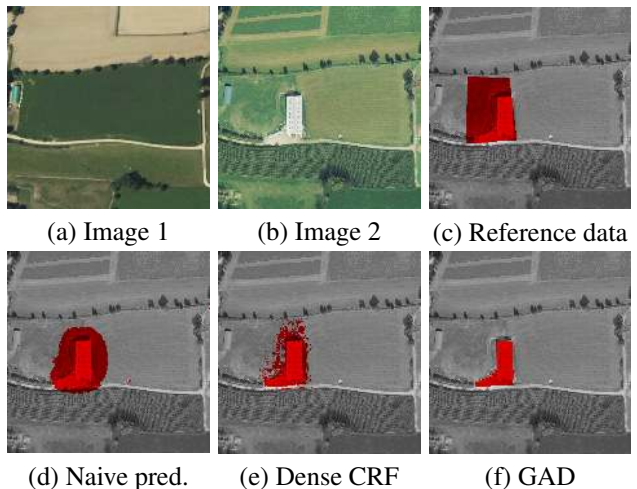 (a) Image 1
(b) Image 2
(c) Reference data
(d) Naive pred.
(e) Dense CRF
(f) GAD